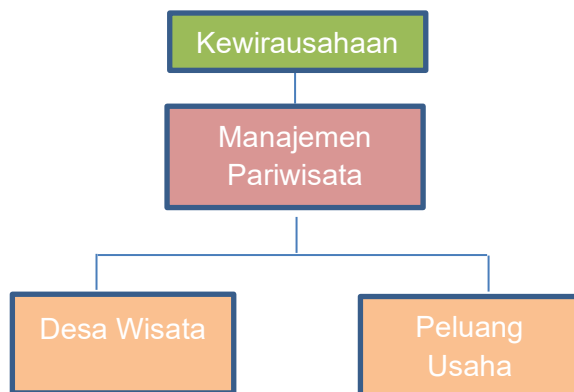 Kewirausahaan
Manajemen
Pariwisata
Desa Wisata
Peluang
Usaha